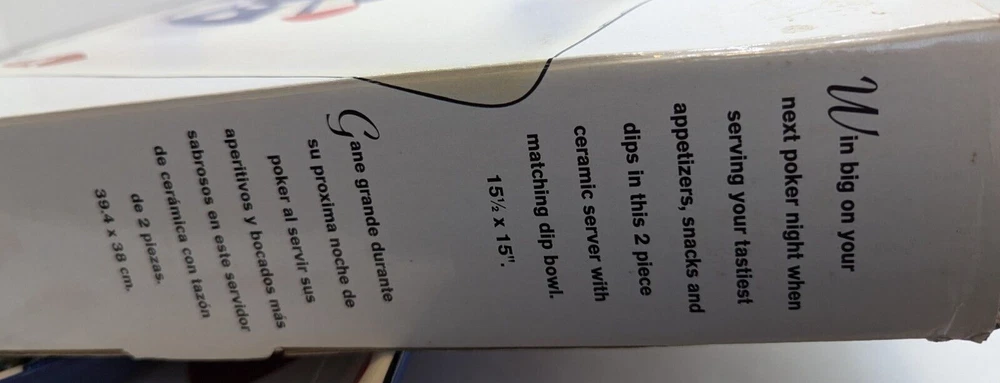 Win big on your
next poker night when
serving your tastiest
appetizers, snacks and
dips in this 2 piece
ceramic server with
matching dip bowl.
15½ x 15".
Gane grande durante
su proxima noche de
poker al servir sus
aperitivos y bocados más
sabrosos en este servidor
de cerámica con tazón
de 2 piezas.
39.4 x 38 cm.